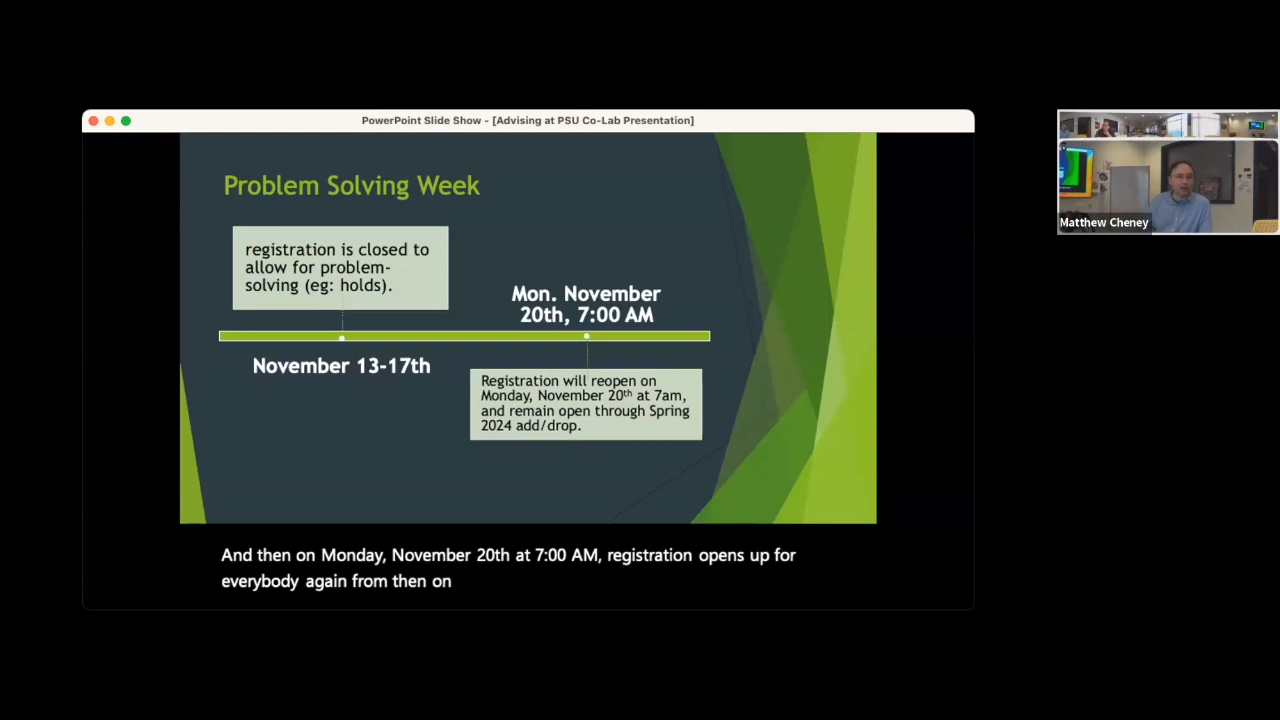 PowerPoint Slide Show - [Advising at PSU Co-Lab Presentation]
Problem Solving Week
registration is closed to
allow for problem-
solving (eg: holds).
Mon. November
20th, 7:00 AM
November 13-17th
Registration will reopen on
Monday, November 20th at 7am,
and remain open through Spring
2024 add/drop.
And then on Monday, November 20th at 7:00 AM, registration opens up for
everybody again from then on
Matthew Cheney